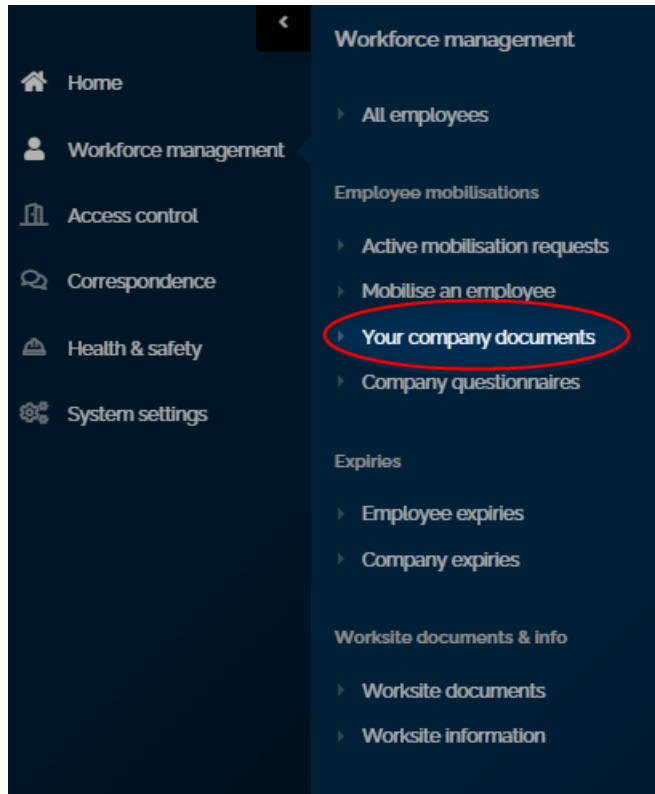 Home
Workforce management
Access control
Correspondence
Health & safety
System settings
Workforce management
All employees
Employee mobilisations
Active mobilisation requests
Mobilise an employee
Your company documents
Company questionnaires
Expiries
Employee expiries
Company expiries
Worksite documents & info
Worksite documents
Worksite information